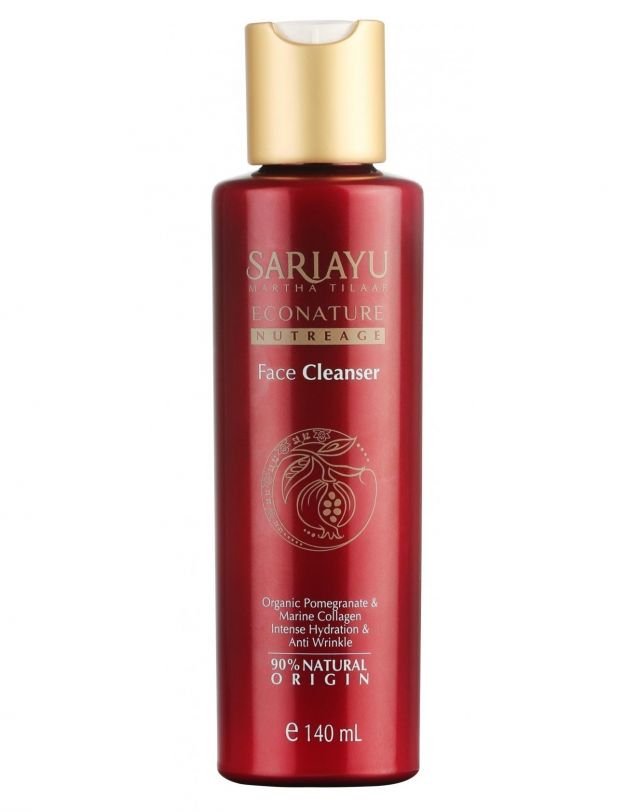 SARIAYU
MARTHA TILAAR
ECONATURE
NUTREAGE
Face Cleanser
Organic Pomegranate &
Marine Collagen
Intense Hydration &
Anti Wrinkle
90% NATURAL
ORIGIN
e 140 mL